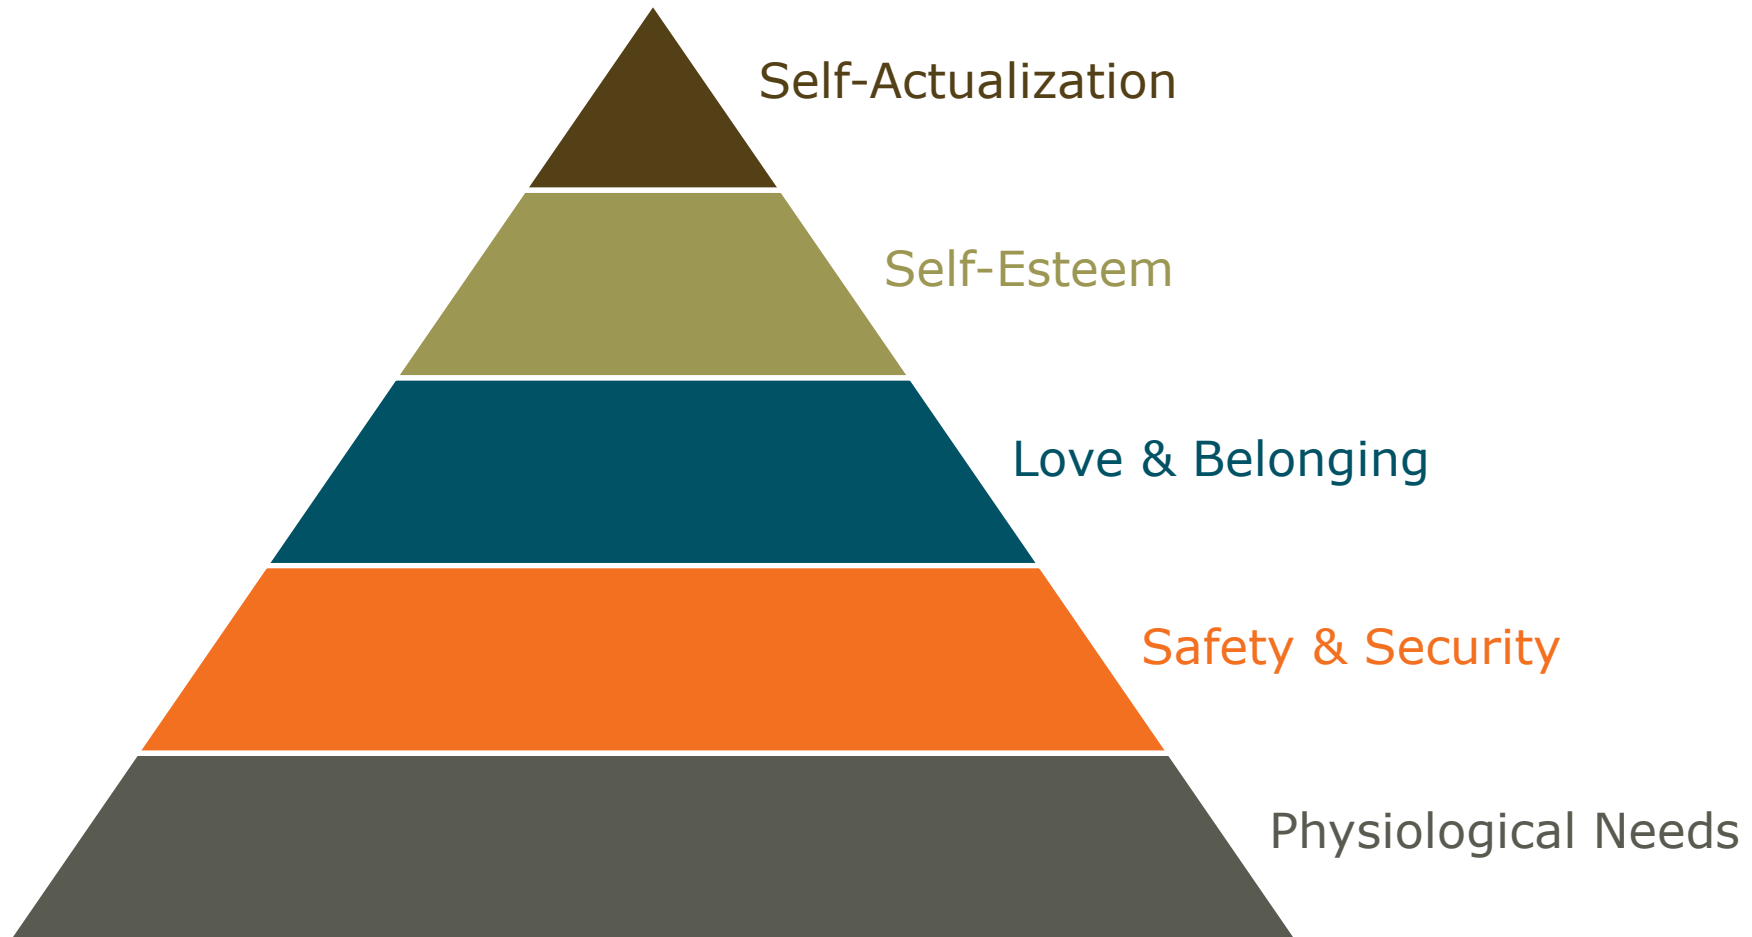 Self-Actualization
Self-Esteem
Love & Belonging
Safety & Security
Physiological Needs